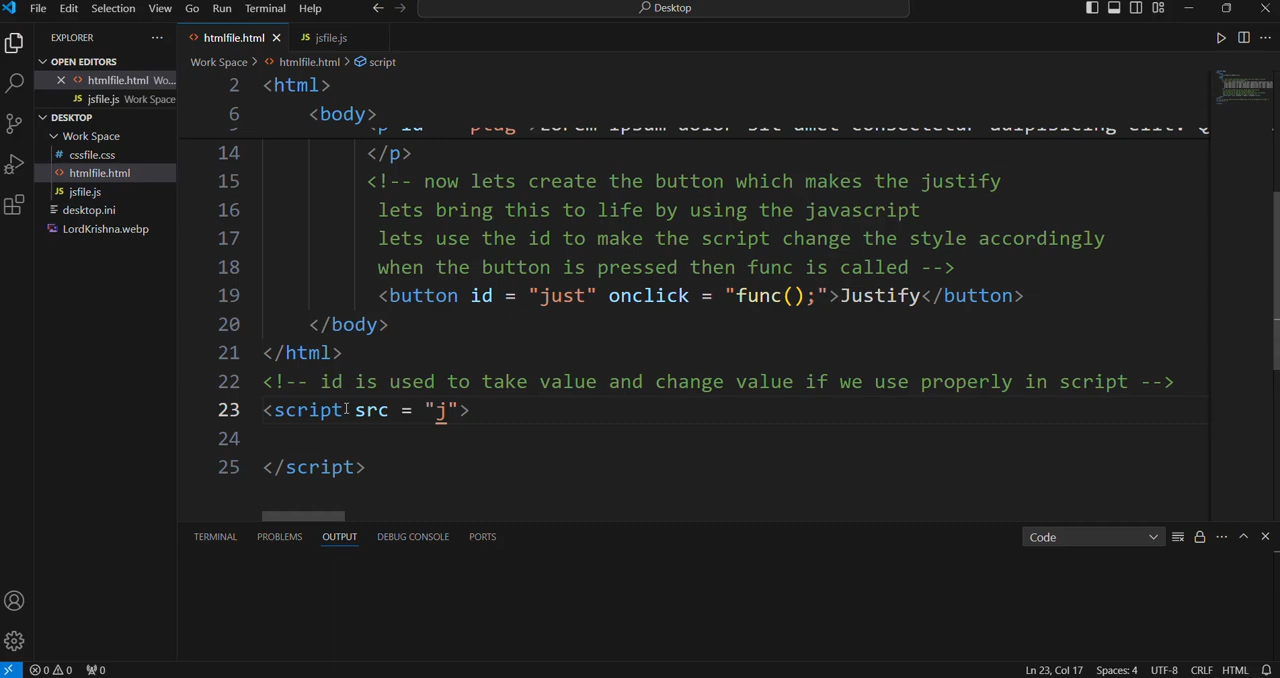 File Edit Selection View Go Run Terminal Help
Desktop
EXPLORER
htmlfile.html
JS jsfile.js
OPEN EDITORS
Work Space > htmlfile.html > script
htmlfile.html Wo...
JS jsfile.js Work Space
DESKTOP
Work Space
# cssfile.css
htmlfile.html
JS jsfile.js
desktop.ini
LordKrishna.webp
2 <html>
6 <body>
14 </p>
15 <!-- now lets create the button which makes the justify
16 lets bring this to life by using the javascript
17 lets use the id to make the script change the style accordingly
18 when the button is pressed then func is called -->
19 <button id = "just" onclick = "func();">Justify</button>
20 </body>
21 </html>
22 <!-- id is used to take value and change value if we use properly in script -->
23 <script src = "j">
24
25 </script>
TERMINAL PROBLEMS OUTPUT DEBUG CONSOLE PORTS
Code
0 0 0
Ln 23, Col 17 Spaces: 4 UTF-8 CRLF HTML